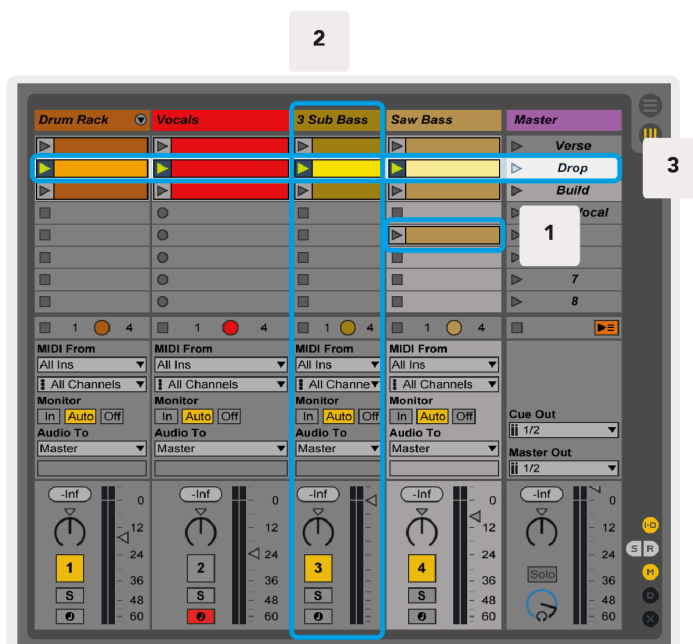 2
Drum Rack Vocals 3 Sub Bass Saw Bass Master
Verse
Drop
3
Build
ocal
1
7
8
1 4 1 4 1 4 1 4
MIDI From MIDI From MIDI From MIDI From
All Ins All Ins All Ins All Ins
All Channels All Channels All Channe All Channels
Monitor Monitor Monitor Monitor
In Auto Off In Auto Off In Auto Off In Auto Off
Cue Out
Audio To Audio To Audio To Audio To
ii 1/2
Master Master Master Master
Master Out
ii 1/2
-Inf -Inf -Inf -Inf -Inf
0 0 0 0
12 12 12 12 I·O
24 24 24 24 S R
1 2 3 4 Solo M
36 36 36 36
S S S S D
48 48 48 48
60 60 60 60